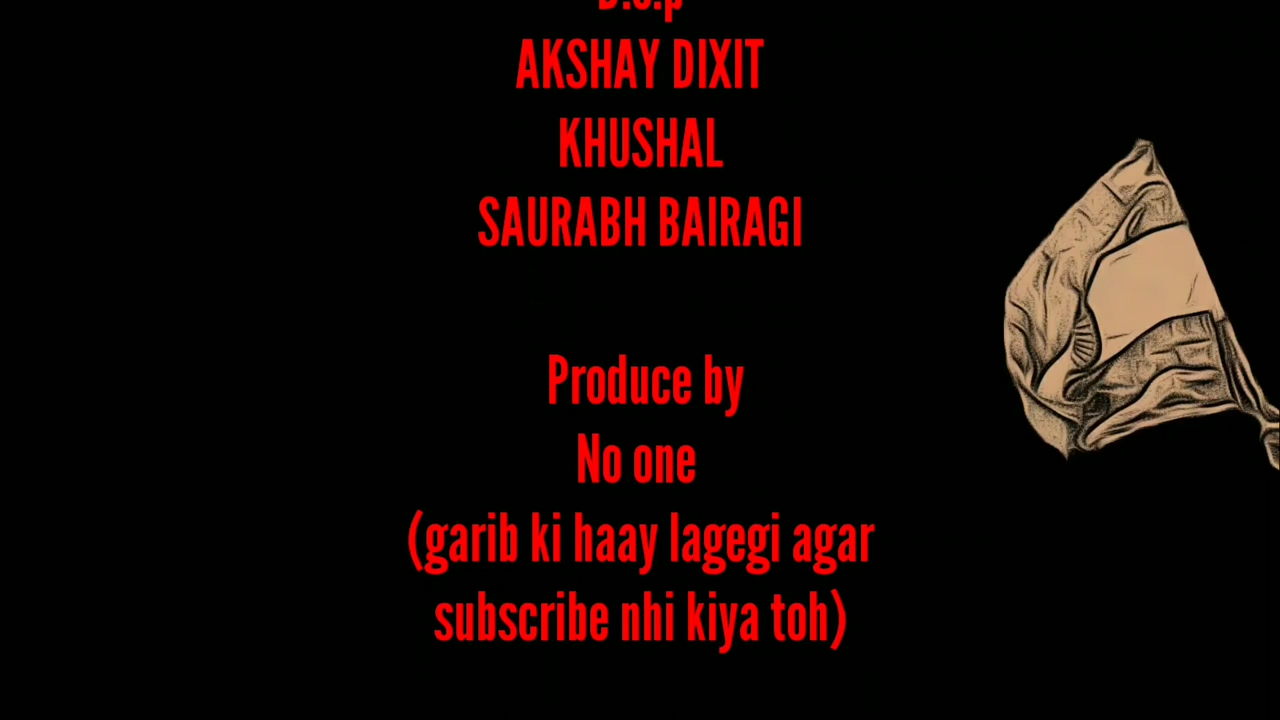 D.o.p
AKSHAY DIXIT
KHUSHAL
SAURABH BAIRAGI
Produce by
No one
(garib ki haay lagegi agar
subscribe nhi kiya toh)